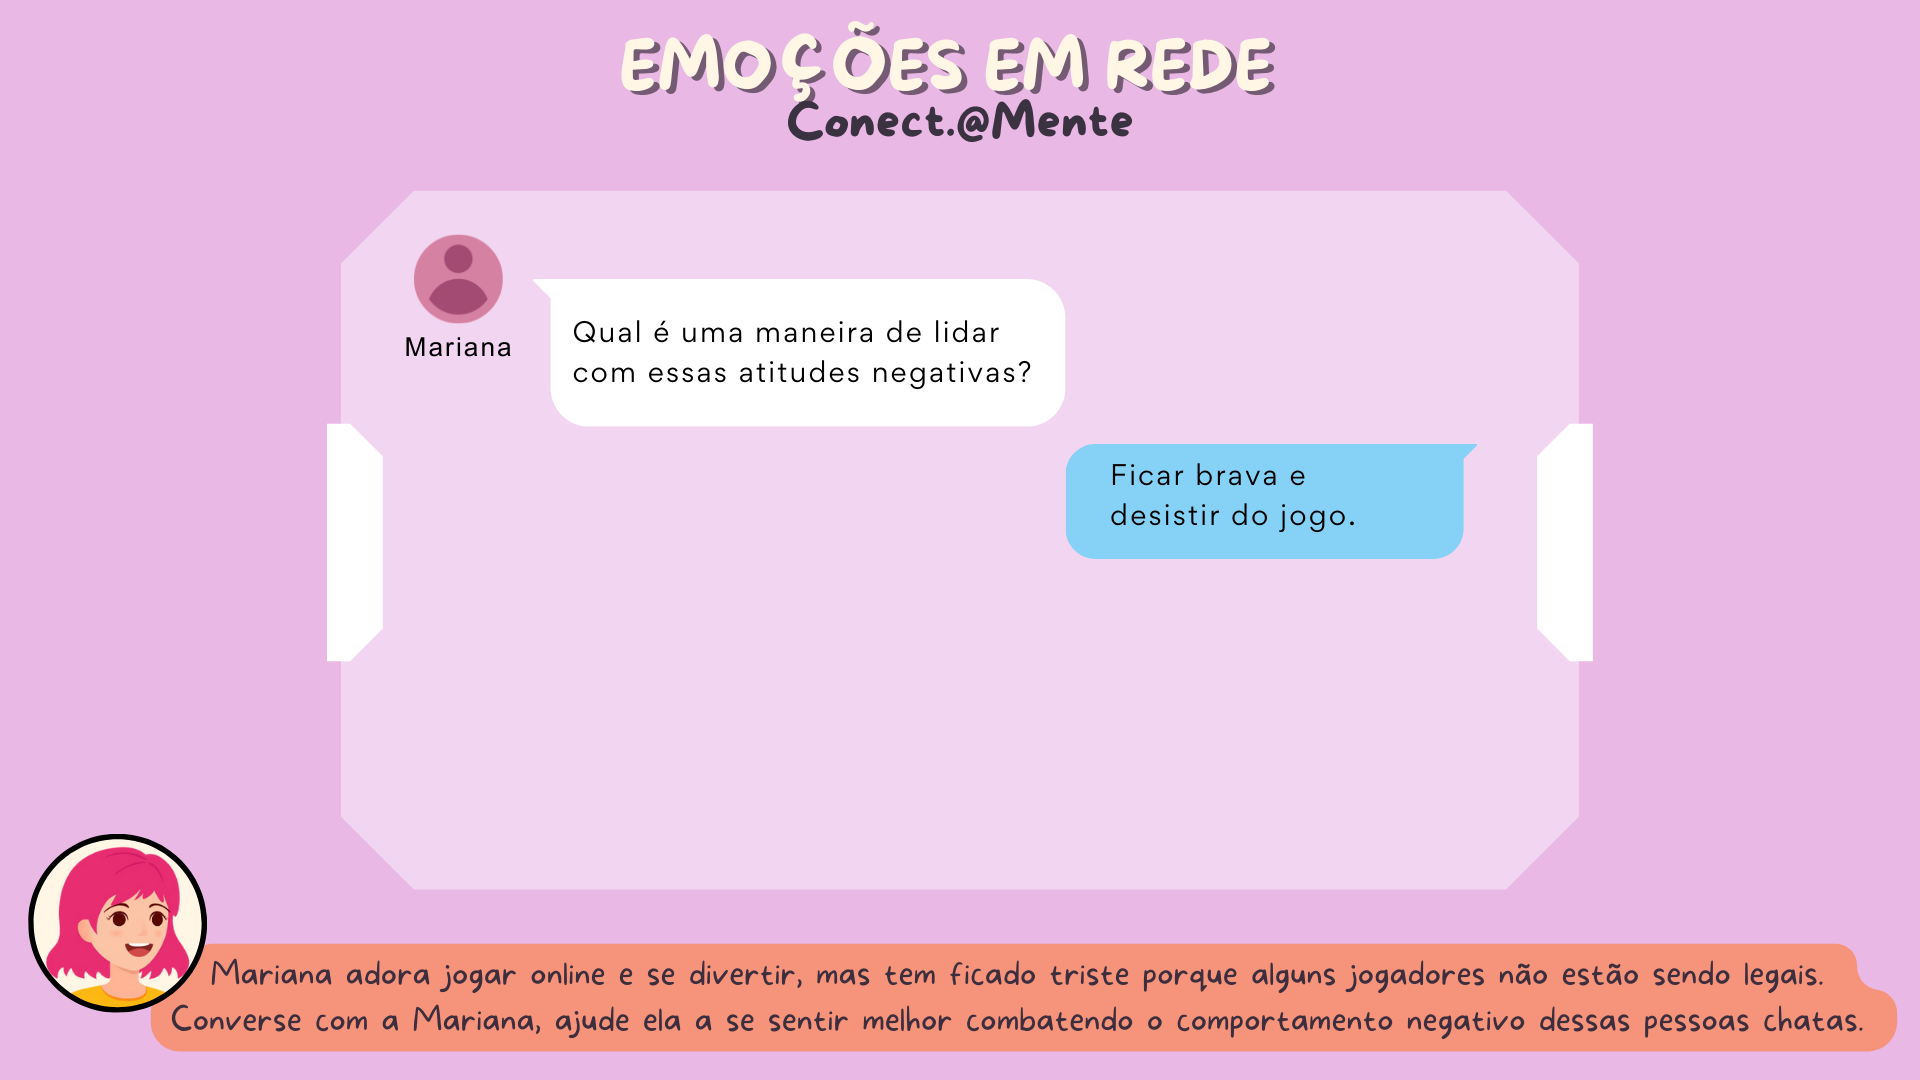 EMOÇÕES EM REDE
Conect.@Mente
Mariana
Qual é uma maneira de lidar
com essas atitudes negativas?
Ficar brava e
desistir do jogo.
Mariana adora jogar online e se divertir, mas tem ficado triste porque alguns jogadores não estão sendo legais.
Converse com a Mariana, ajude ela a se sentir melhor combatendo o comportamento negativo dessas pessoas chatas.